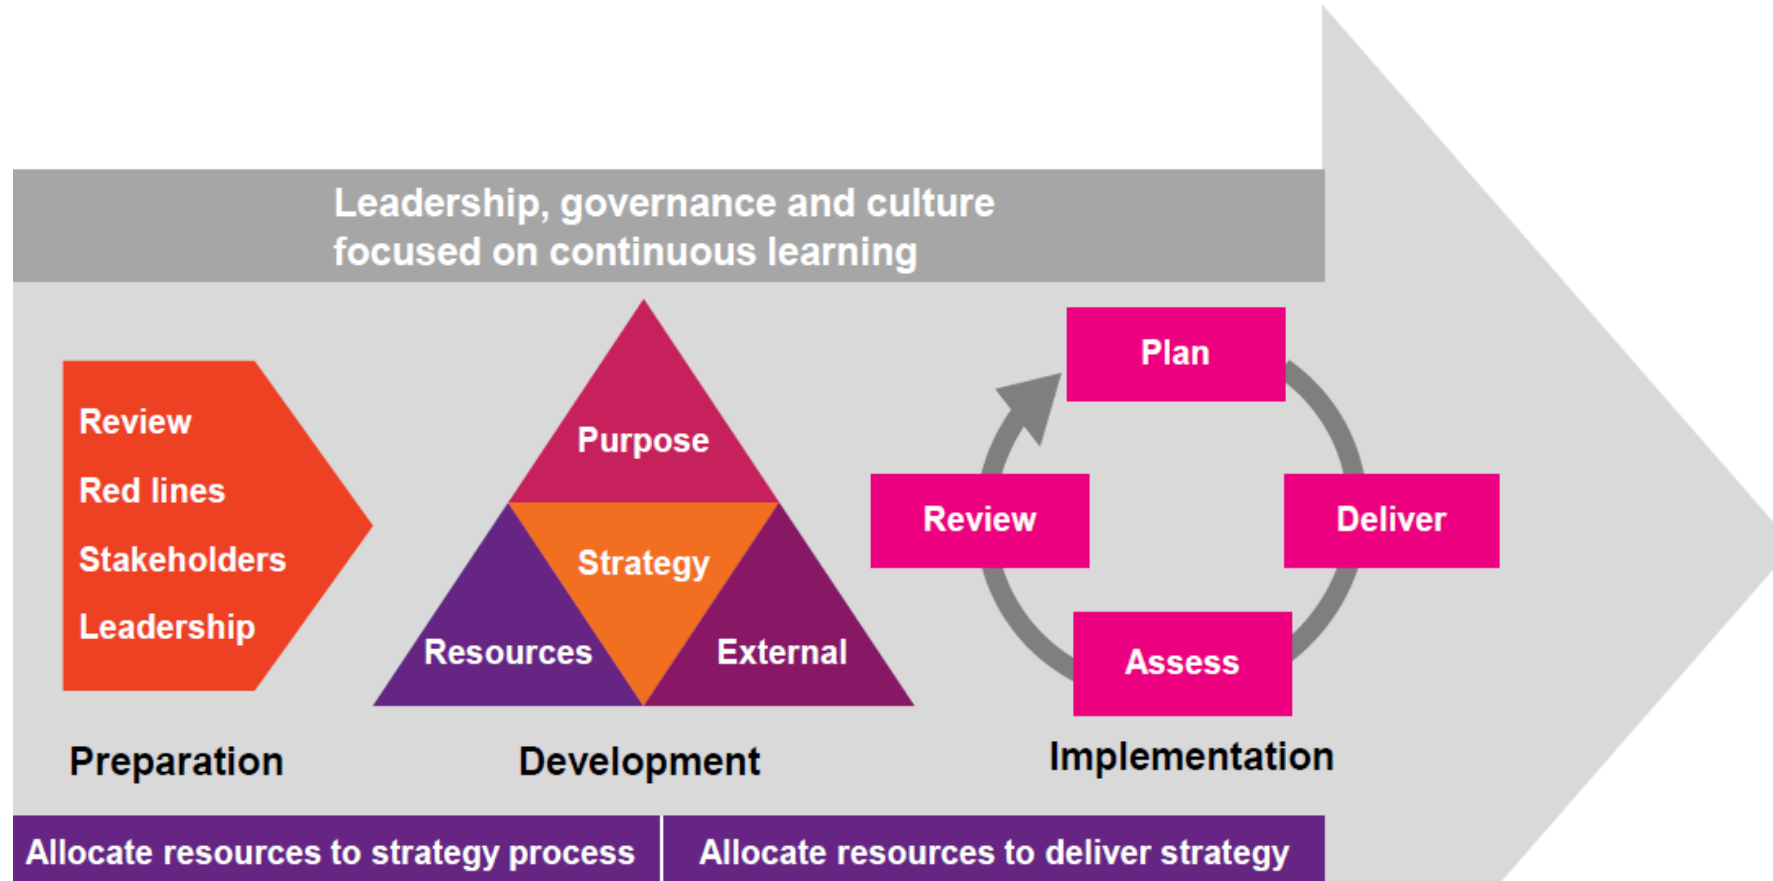 Leadership, governance and culture
focused on continuous learning
Review
Red lines
Stakeholders
Leadership
Purpose
Strategy
Resources
External
Plan
Deliver
Assess
Review
Preparation
Development
Implementation
Allocate resources to strategy process
Allocate resources to deliver strategy